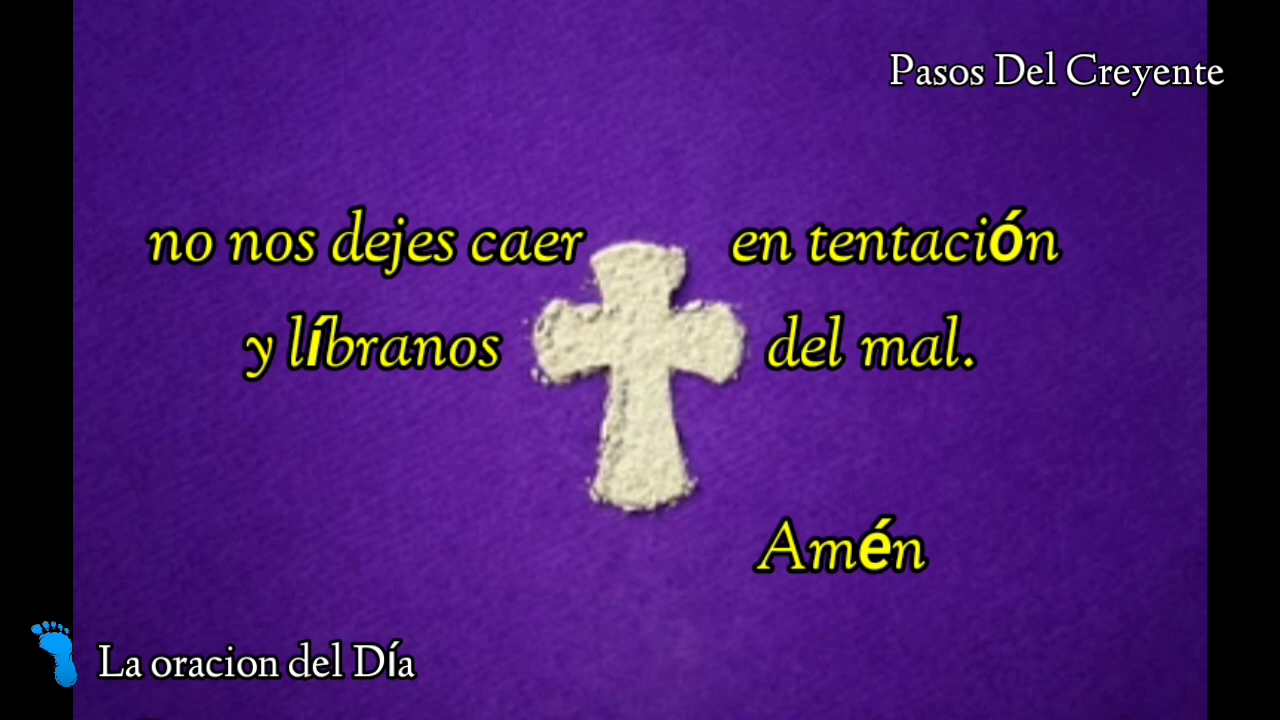 Pasos Del Creyente
no nos dejes caer en tentación
y líbranos del mal.
Amén
La oracion del Día